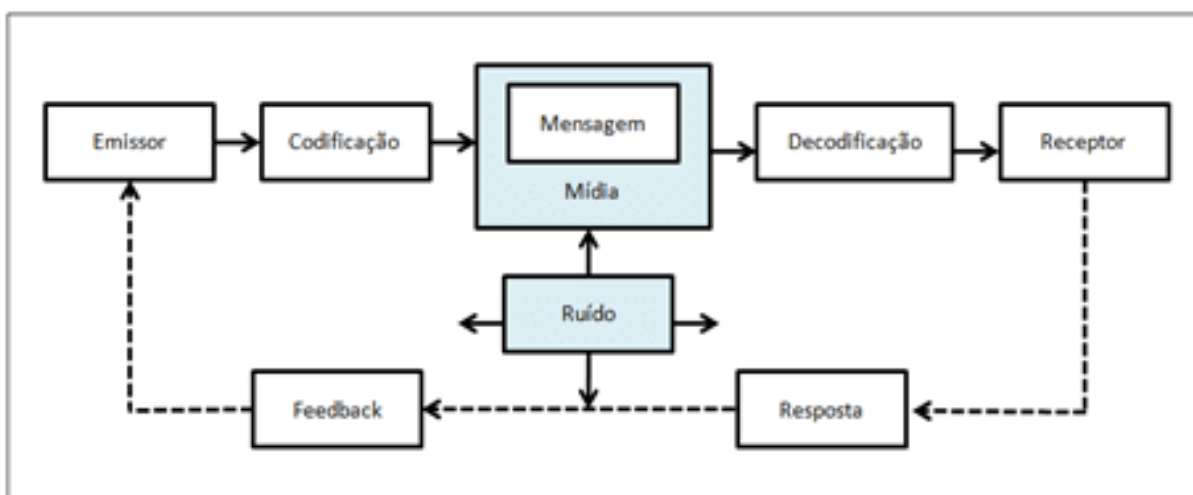 Emissor
Codificação
Mensagem
Mídia
Decodificação
Receptor
Ruído
Feedback
Resposta